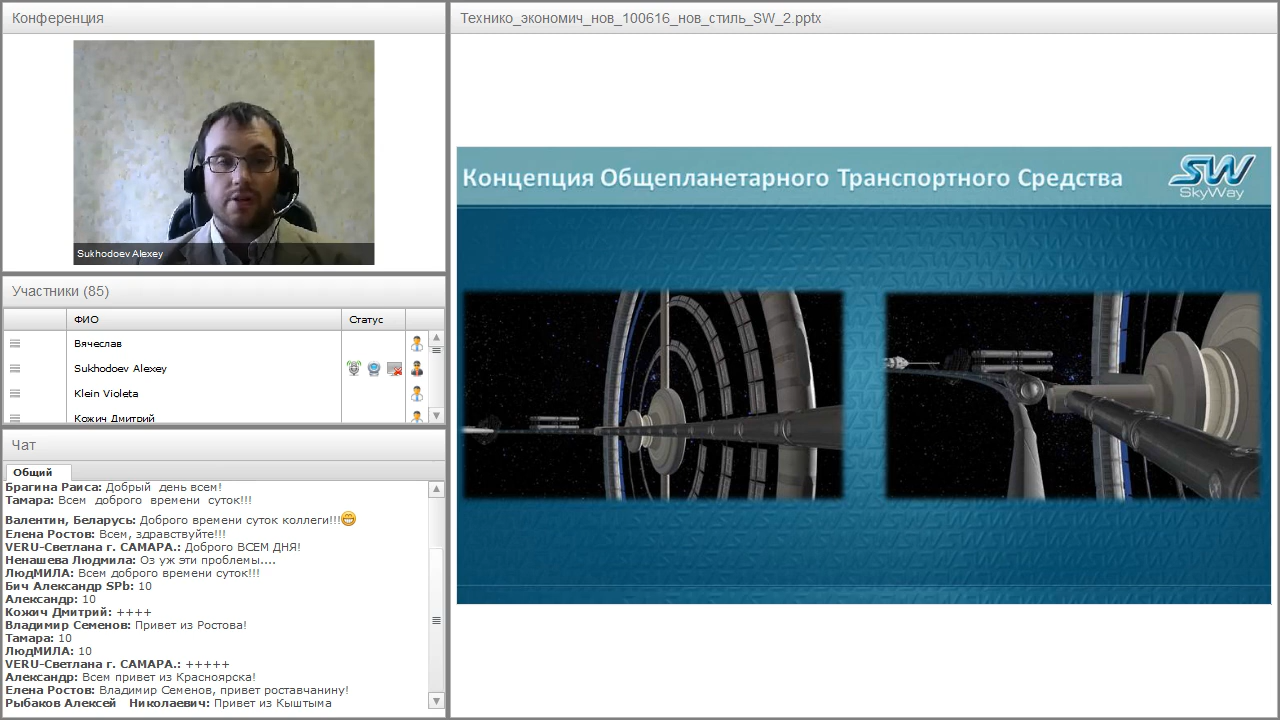 Конференция
Sukhodoev Alexey
Участники (85)
ФИО Статус
Вячеслав
Sukhodoev Alexey
Klein Violeta
Кожич Дмитрий
Чат
Общий
Брагина Раиса: Добрый день всем!
Тамара: Всем доброго времени суток!!!
Валентин, Беларусь: Доброго времени суток коллеги!!!
Елена Ростов: Всем, здравствуйте!!!
VERU-Светлана г. САМАРА.: Доброго ВСЕМ ДНЯ!
Ненашева Людмила: Оз уж эти проблемы....
ЛюдМИЛА: Всем доброго времени суток!!!
Бич Александр SPb: 10
Александр: 10
Кожич Дмитрий: ++++
Владимир Семенов: Привет из Ростова!
Тамара: 10
ЛюдМИЛА: 10
VERU-Светлана г. САМАРА.: +++++
Александр: Всем привет из Красноярска!
Елена Ростов: Владимир Семенов, привет роставчанину!
Рыбаков Алексей Николаевич: Привет из Кыштыма
Технико_экономич_нов_100616_нов_стиль_SW_2.pptx
Концепция Общепланетарного Транспортного Средства
SW
SkyWay